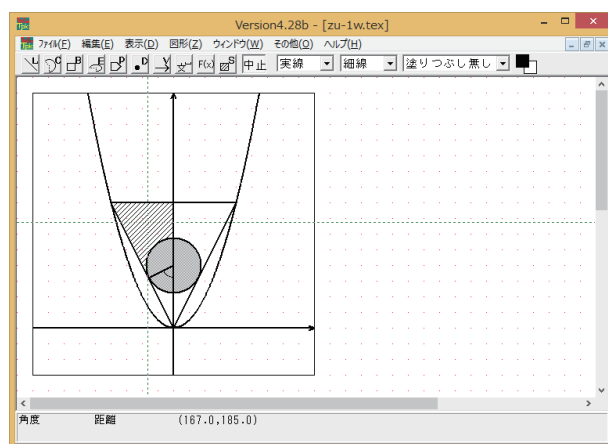 Version4.28b - [zu-1w.tex]
ファイル(F) 編集(E) 表示(D) 図形(Z) ウィンドウ(W) その他(O) ヘルプ(H)
L C B E P D V F(x) S 中止 実線 細線 塗りつぶし無し
角度 距離 (167.0,185.0)